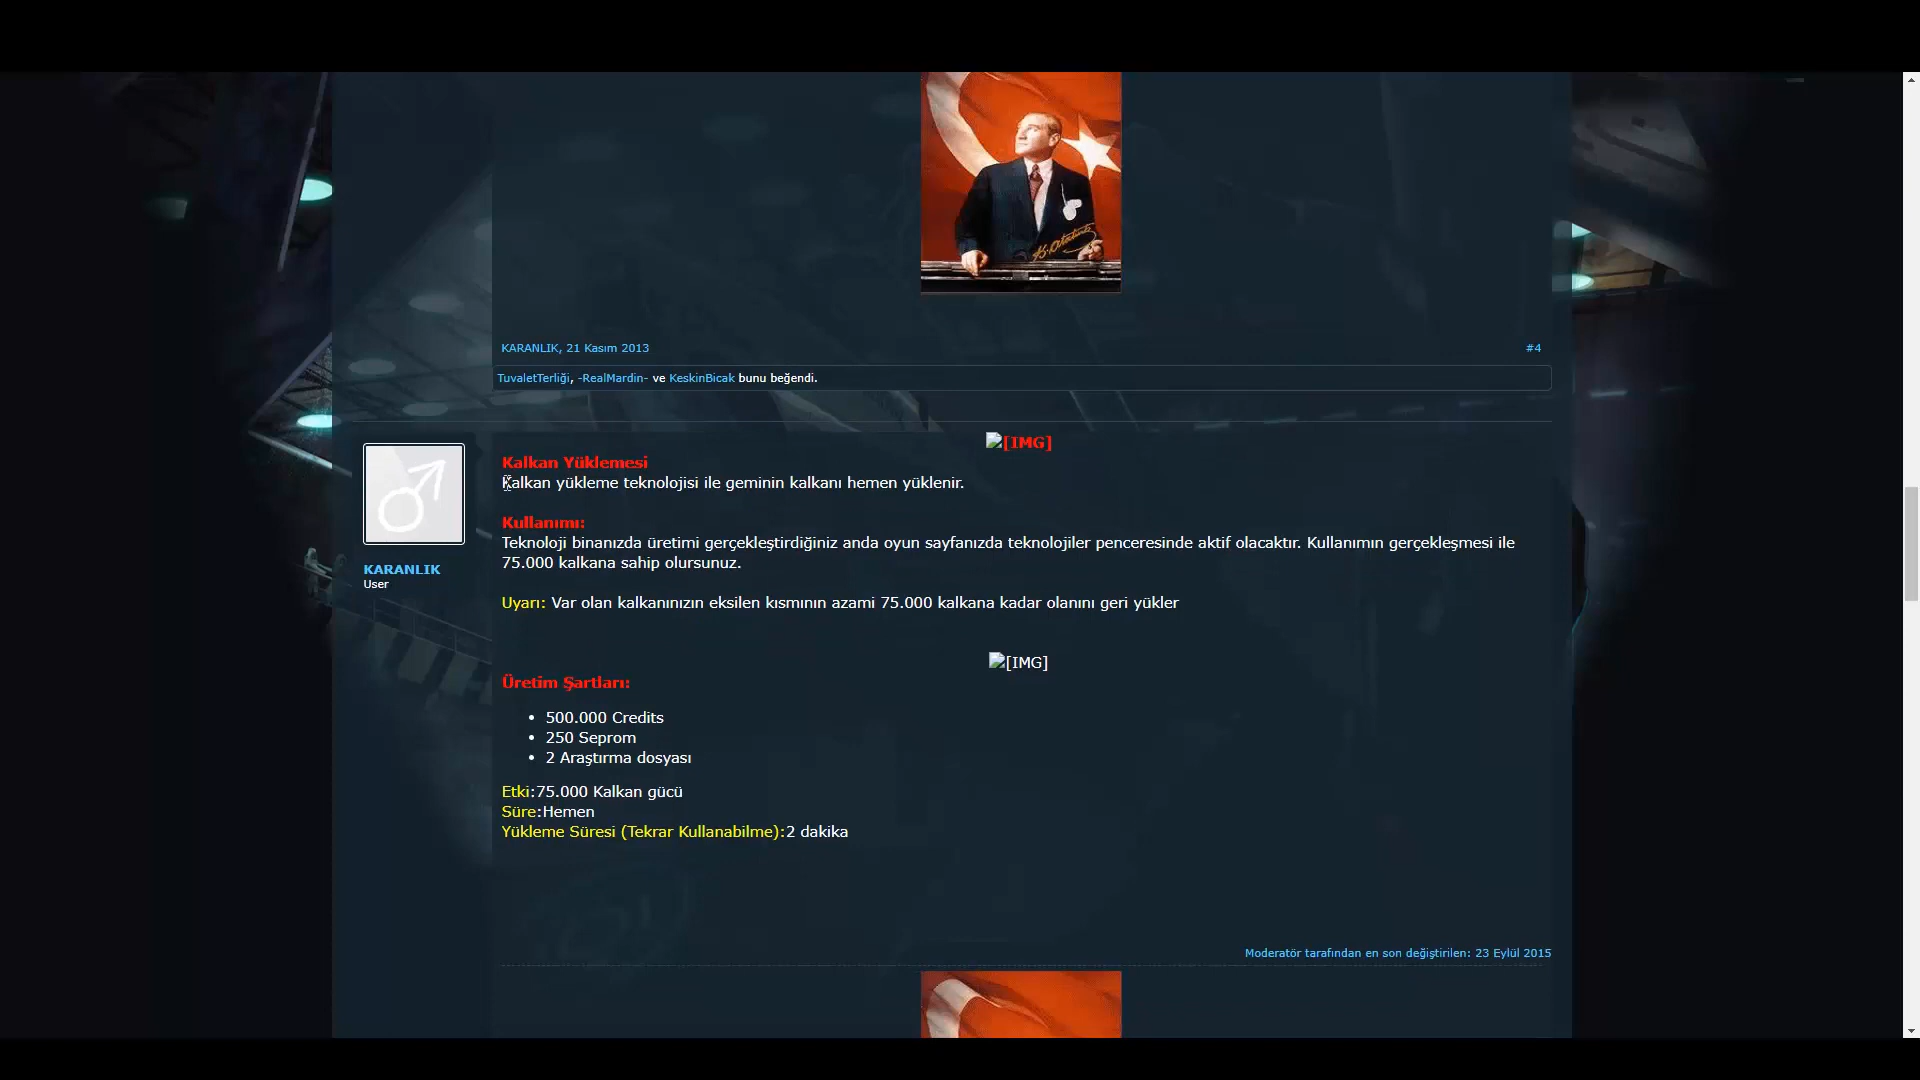 K. Atatürk
KARANLIK, 21 Kasım 2013
#4
TuvaletTerliği, -RealMardin- ve KeskinBicak bunu beğendi.
[IMG]
Kalkan Yüklemesi
Kalkan yükleme teknolojisi ile geminin kalkanı hemen yüklenir.
Kullanımı:
Teknoloji binanızda üretimi gerçekleştirdiğiniz anda oyun sayfanızda teknolojiler penceresinde aktif olacaktır. Kullanımın gerçekleşmesi ile
75.000 kalkana sahip olursunuz.
KARANLIK
User
Uyarı: Var olan kalkanınızın eksilen kısmının azami 75.000 kalkana kadar olanını geri yükler
[IMG]
Üretim Şartları:
• 500.000 Credits
• 250 Seprom
• 2 Araştırma dosyası
Etki:75.000 Kalkan gücü
Süre:Hemen
Yükleme Süresi (Tekrar Kullanabilme):2 dakika
Moderatör tarafından en son değiştirilen: 23 Eylül 2015